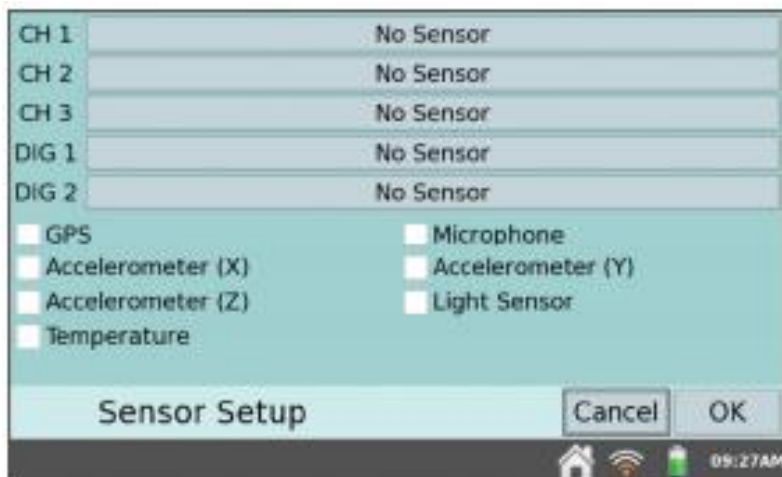 CH 1 No Sensor
CH 2 No Sensor
CH 3 No Sensor
DIG 1 No Sensor
DIG 2 No Sensor
GPS Microphone
Accelerometer (X) Accelerometer (Y)
Accelerometer (Z) Light Sensor
Temperature
Sensor Setup Cancel OK
09:27AM